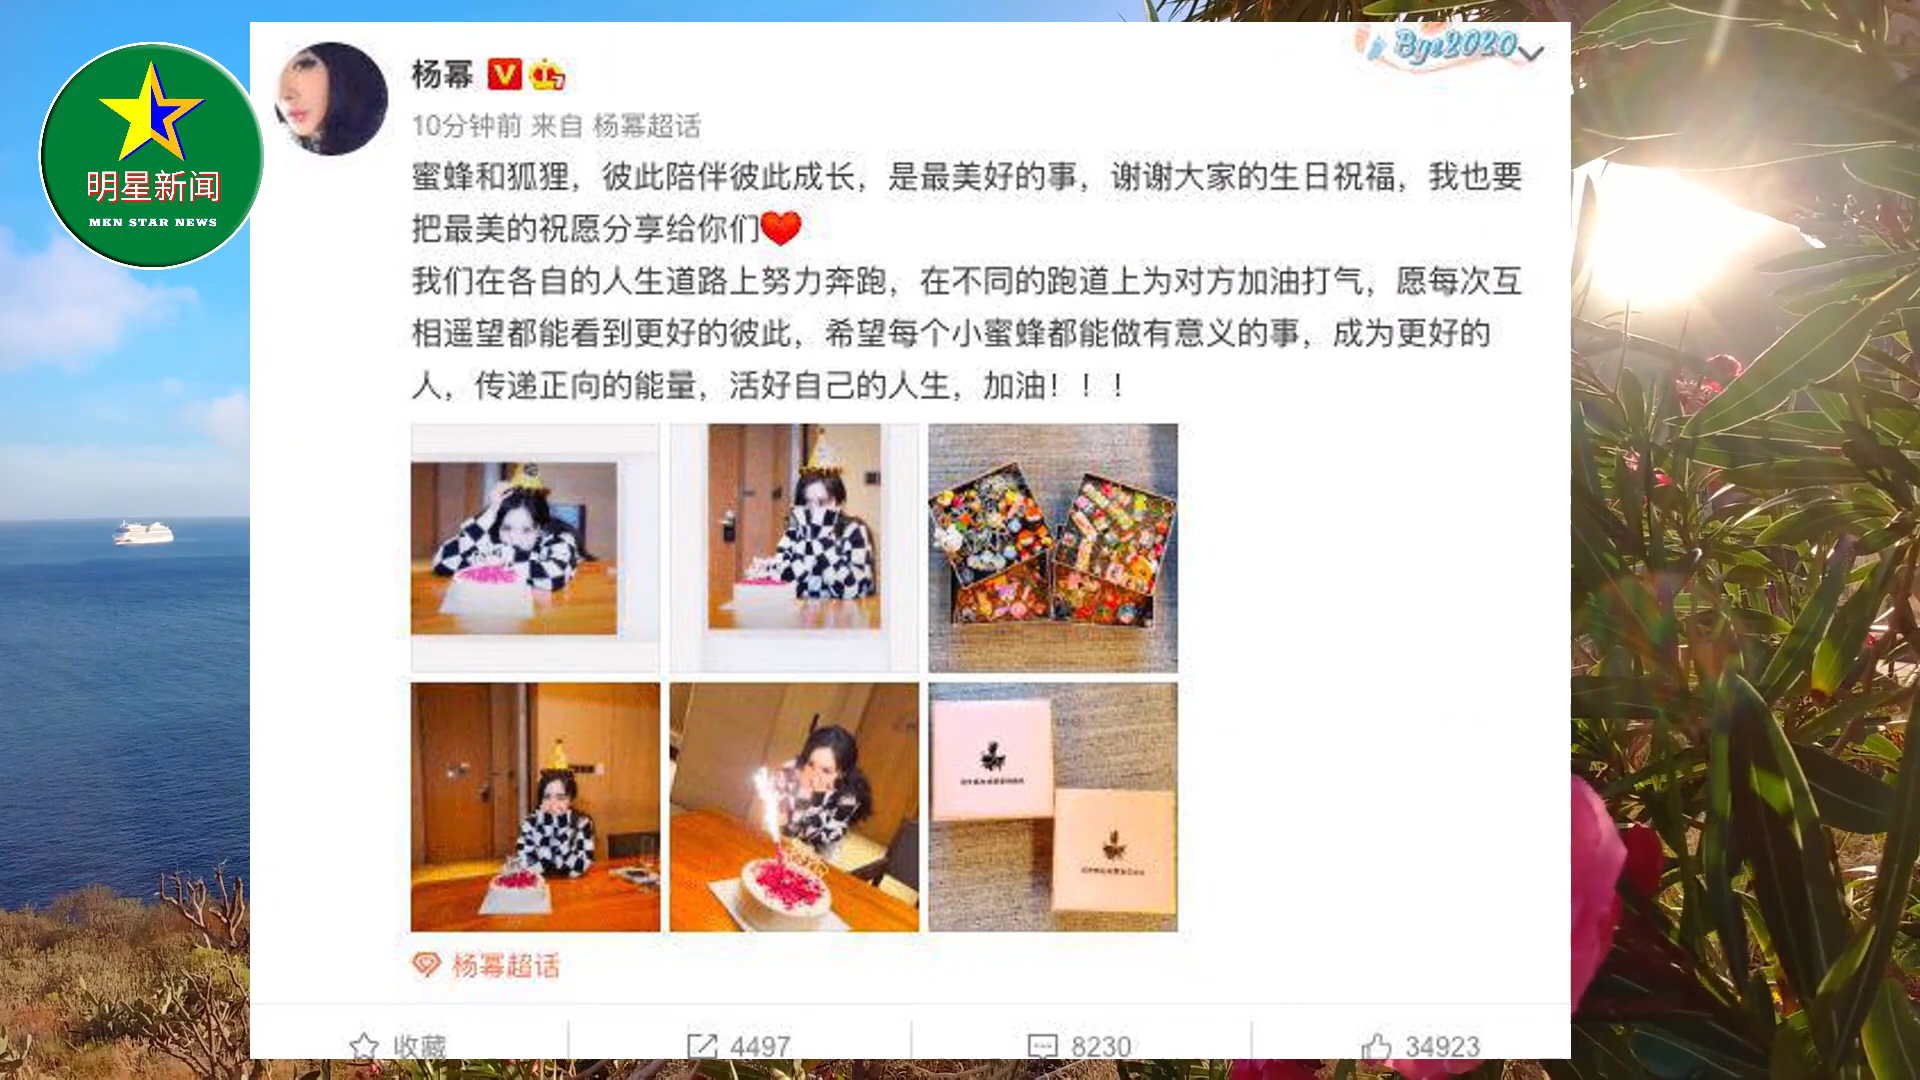 明星新闻
MKN STAR NEWS
Bye2020
杨幂
10分钟前 来自 杨幂超话
蜜蜂和狐狸，彼此陪伴彼此成长，是最美好的事，谢谢大家的生日祝福，我也要
把最美的祝愿分享给你们❤️
我们在各自的人生道路上努力奔跑，在不同的跑道上为对方加油打气，愿每次互
相遥望都能看到更好的彼此，希望每个小蜜蜂都能做有意义的事，成为更好的
人，传递正向的能量，活好自己的人生，加油！！！
杨幂超话
收藏
4497
8230
34923